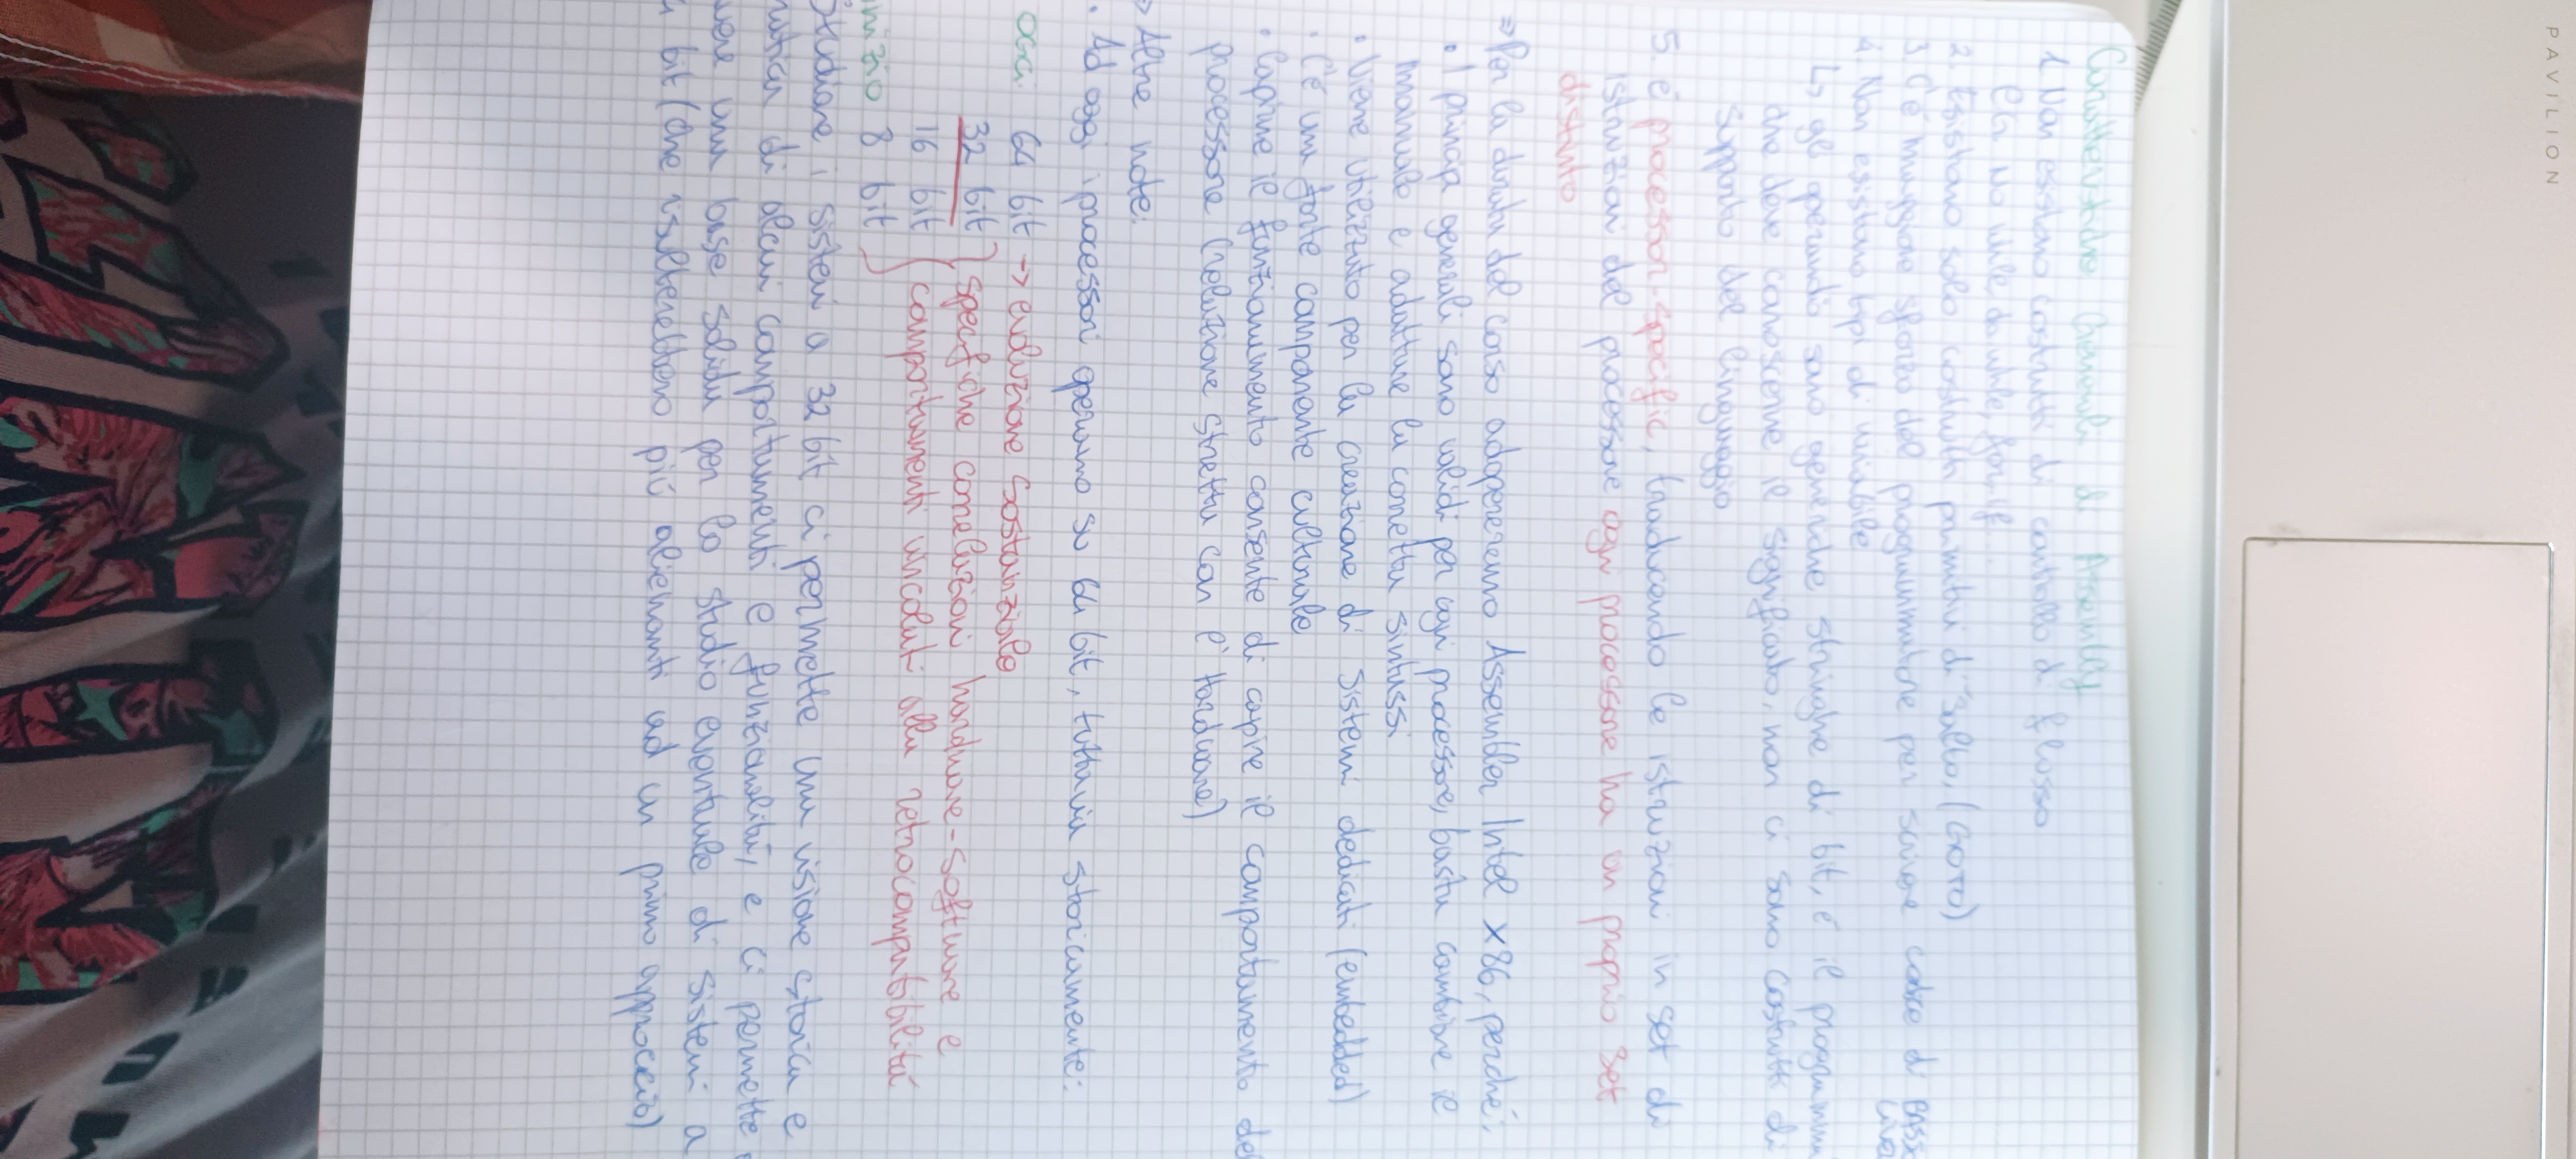 PAVILION
Caratteristiche Generali di Assembly
1. Non esistono costrutti di controllo di flusso
Ch no while, do while, for, if...
2. Esistono solo costrutti primitivi di "salto", (GOTO)
3. C'è maggiore sforzo del programmatore per scrivere codice di BASSO
4. Non esistono tipi di variabile
↳ gli operandi sono generiche stringhe di bit, è il programma
che deve conoscerne il significato, non ci sono costrutti di
supporto del linguaggio
5. È processor-specific, traducendo le istruzioni in set di
istruzioni del processore ogni processore ha un proprio set
distinto
⇒ Per la durata del corso adopereremo Assembler Intel x86, perché:
• I principi generali sono validi per ogni processore, basta cambiare il
manuale e adattare la corretta sintassi
• Viene utilizzato per la creazione di sistemi dedicati (embedded)
• C'è una forte componente culturale
• Capirne il funzionamento consente di capire il comportamento del
processore (relazione stretta con l'hardware)
⇒ Altre note:
• Ad oggi i processori operano su 64 bit, tuttavia storicamente:
OGGI 64 bit → evoluzione sostanziale
32 bit } specifiche correlazioni hardware-software e
16 bit } comportamenti vincolati alla retrocompatibilità
inizio 8 bit
Studiare i sistemi a 32 bit ci permette una visione storica e
di alcuni comportamenti e funzionalità, e ci permette
avere una base solida per lo studio eventuale di sistemi a
bit (che risulterebbero più alienanti ad un primo approccio)